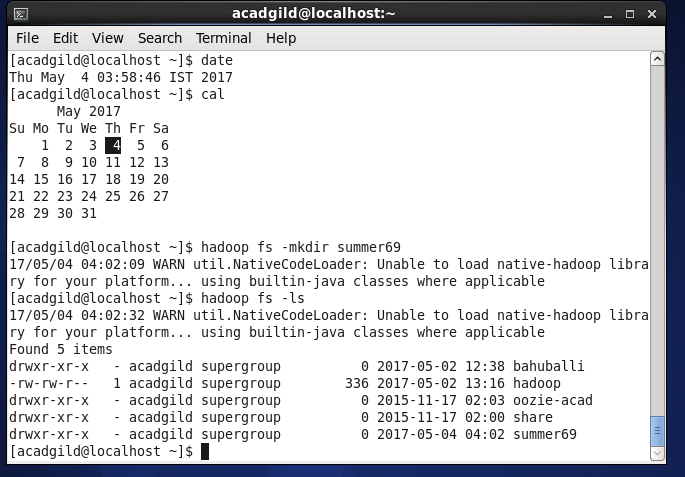 acadgild@localhost:~
File Edit View Search Terminal Help
[acadgild@localhost ~]$ date
Thu May  4 03:58:46 IST 2017
[acadgild@localhost ~]$ cal
      May 2017
Su Mo Tu We Th Fr Sa
    1  2  3  4  5  6
 7  8  9 10 11 12 13
14 15 16 17 18 19 20
21 22 23 24 25 26 27
28 29 30 31
[acadgild@localhost ~]$ hadoop fs -mkdir summer69
17/05/04 04:02:09 WARN util.NativeCodeLoader: Unable to load native-hadoop libra
ry for your platform... using builtin-java classes where applicable
[acadgild@localhost ~]$ hadoop fs -ls
17/05/04 04:02:32 WARN util.NativeCodeLoader: Unable to load native-hadoop libra
ry for your platform... using builtin-java classes where applicable
Found 5 items
drwxr-xr-x   - acadgild supergroup          0 2017-05-02 12:38 bahuballi
-rw-rw-r--   1 acadgild supergroup        336 2017-05-02 13:16 hadoop
drwxr-xr-x   - acadgild supergroup          0 2015-11-17 02:03 oozie-acad
drwxr-xr-x   - acadgild supergroup          0 2015-11-17 02:00 share
drwxr-xr-x   - acadgild supergroup          0 2017-05-04 04:02 summer69
[acadgild@localhost ~]$